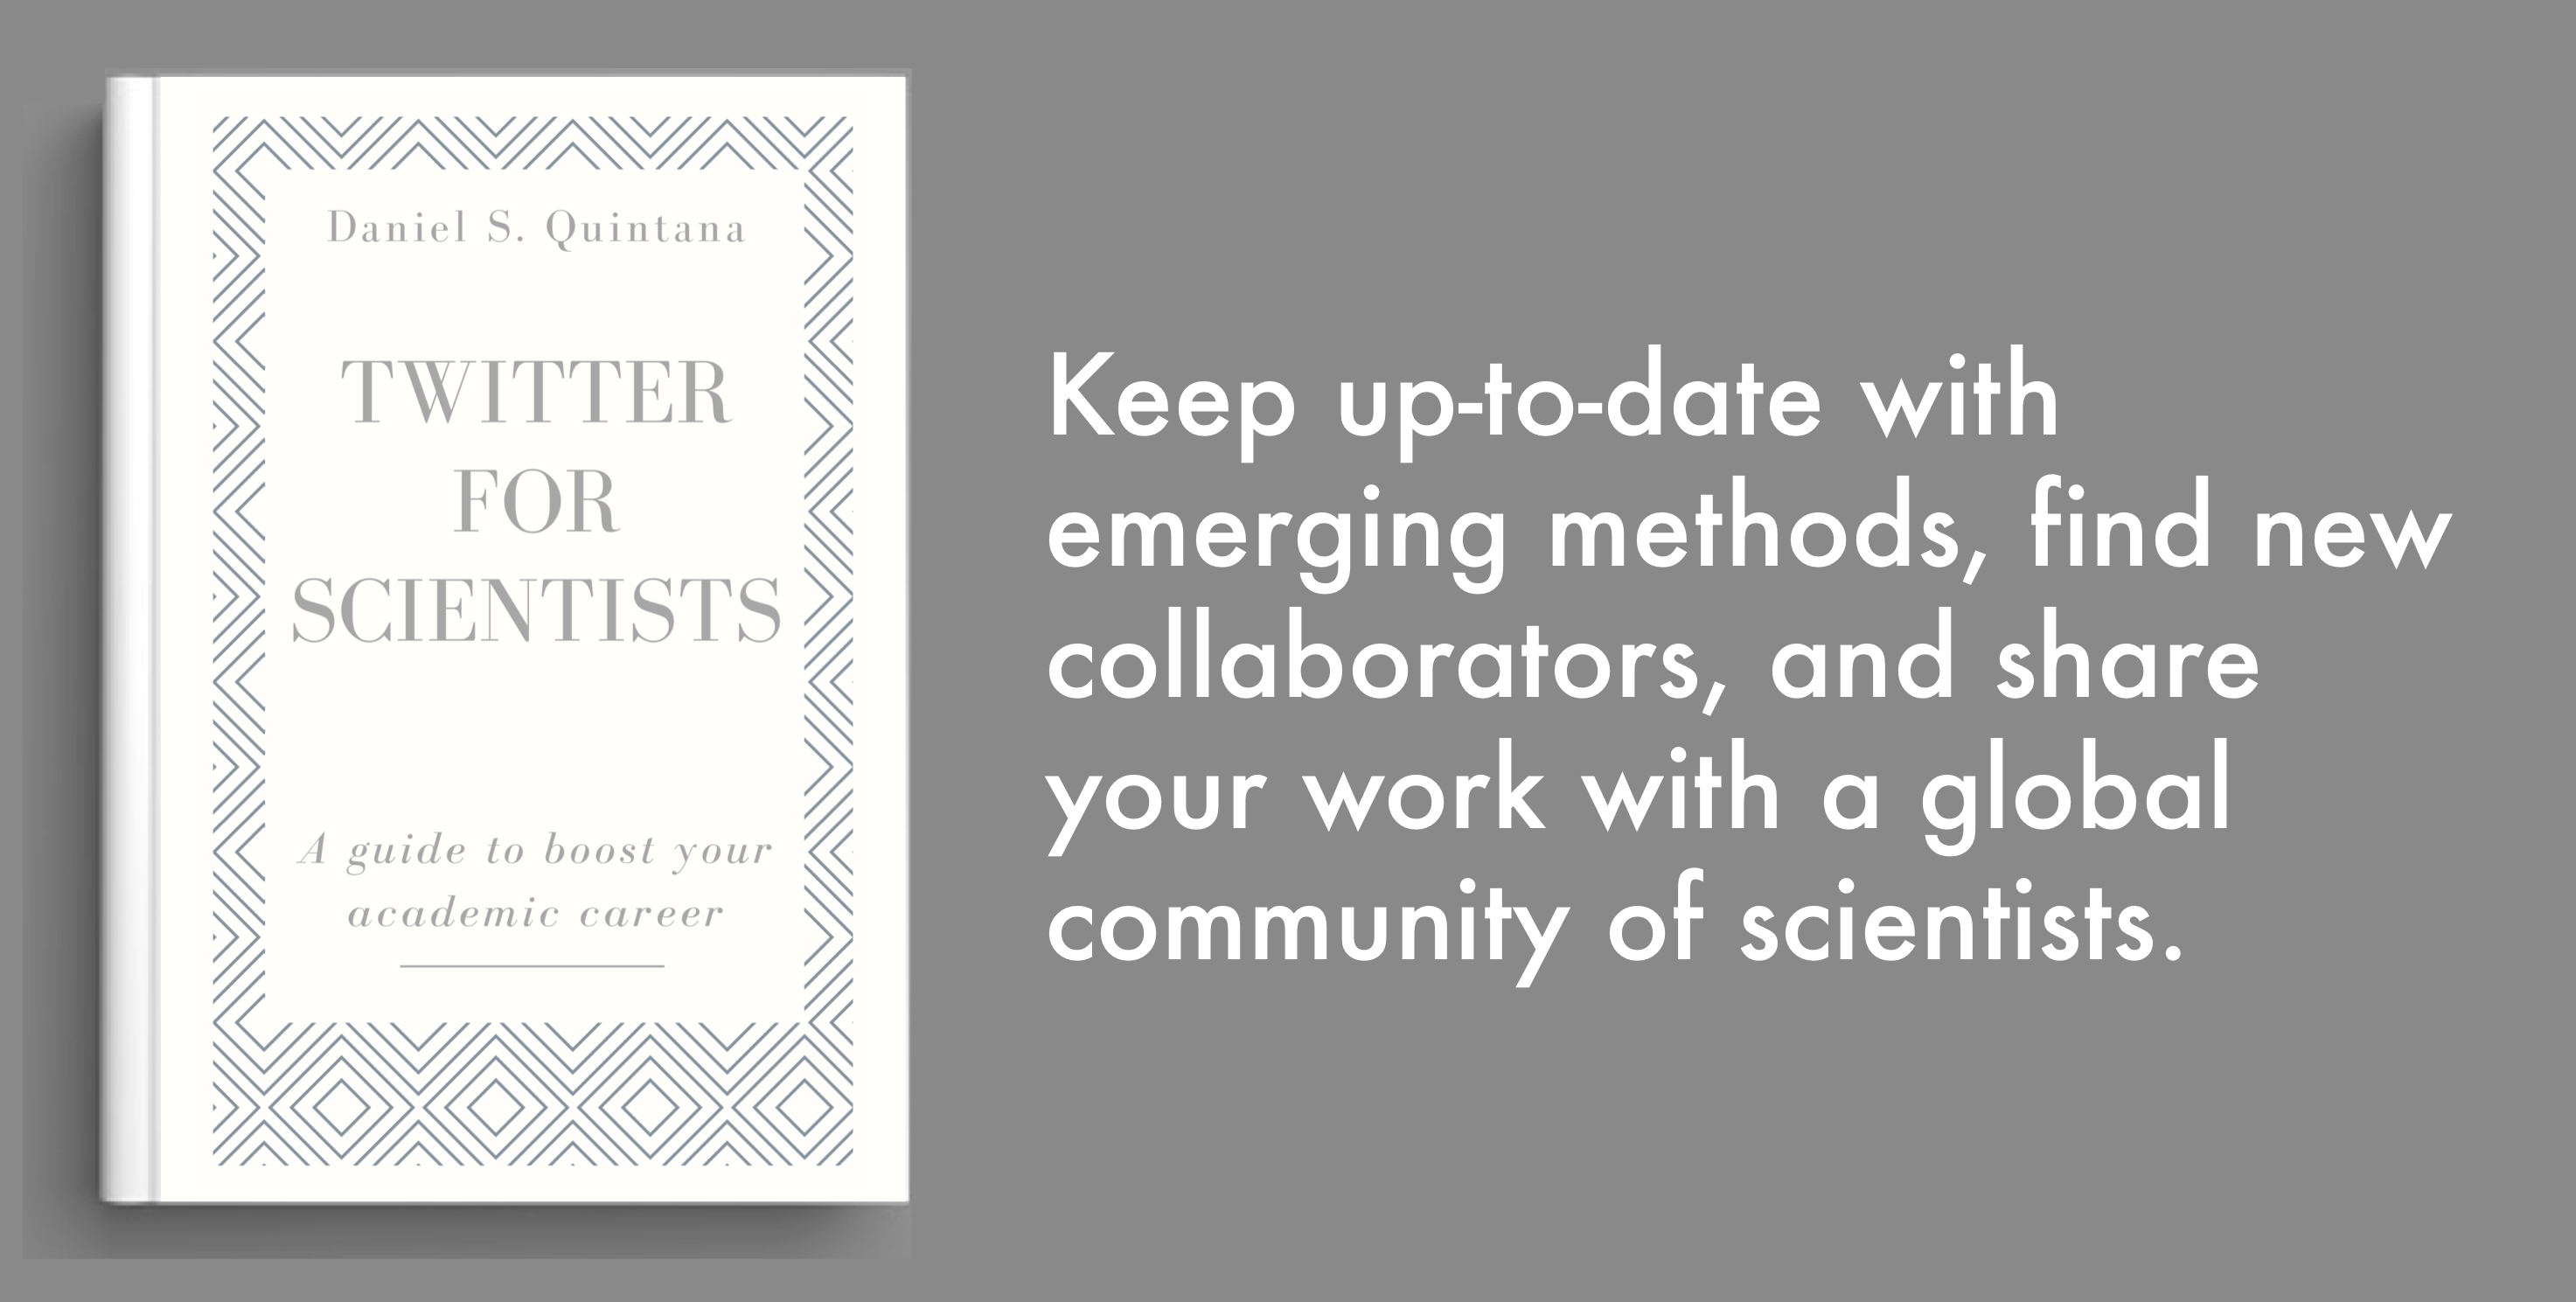 Daniel S. Quintana
TWITTER
FOR
SCIENTISTS
A guide to boost your
academic career
Keep up-to-date with
emerging methods, find new
collaborators, and share
your work with a global
community of scientists.